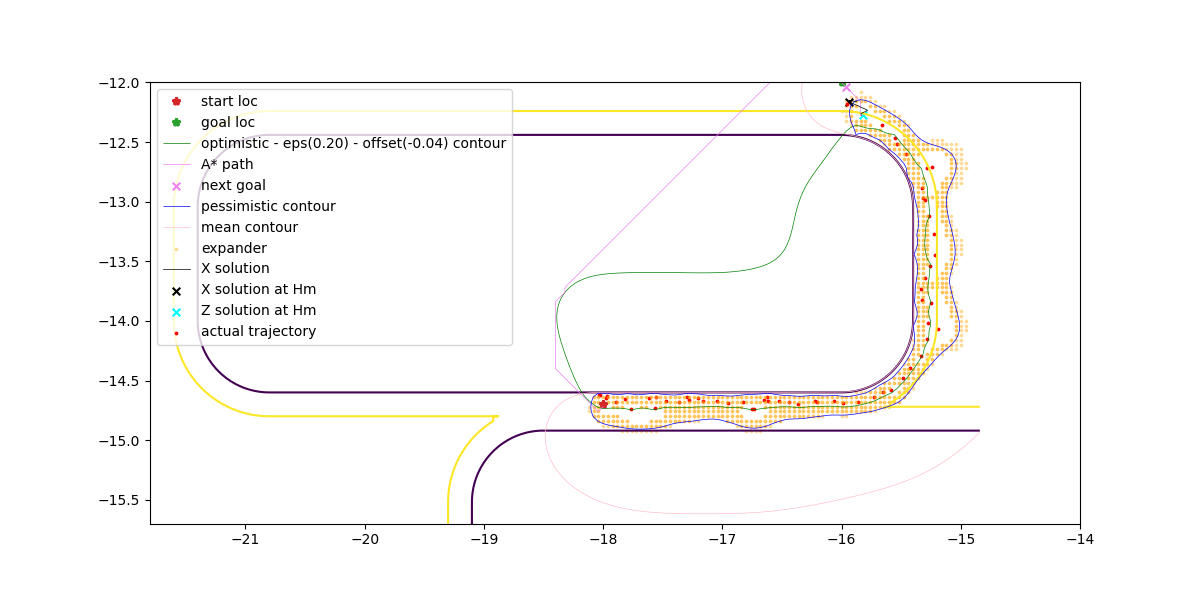 −12.0
−12.5
−13.0
−13.5
−14.0
−14.5
−15.0
−15.5
start loc
goal loc
optimistic - eps(0.20) - offset(-0.04) contour
A* path
next goal
pessimistic contour
mean contour
expander
X solution
X solution at Hm
Z solution at Hm
actual trajectory
−21 −20 −19 −18 −17 −16 −15 −14